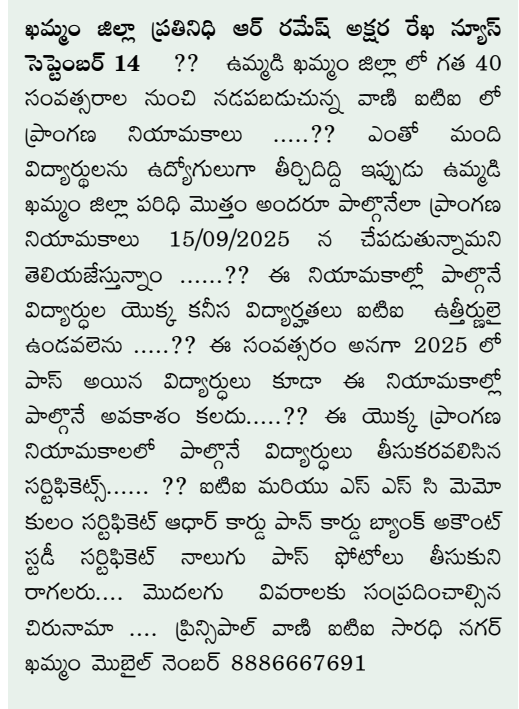 ఖమ్మం జిల్లా ప్రతినిధి ఆర్ రమేష్ అక్షర రేఖ న్యూస్
సెప్టెంబర్ 14 ?? ఉమ్మడి ఖమ్మం జిల్లా లో గత 40
సంవత్సరాల నుంచి నడపబడుచున్న వాణి ఐటిఐ లో
ప్రాంగణ నియామకాలు .....?? ఎంతో మంది
విద్యార్థులను ఉద్యోగులుగా తీర్చిదిద్ది ఇప్పుడు ఉమ్మడి
ఖమ్మం జిల్లా పరిధి మొత్తం అందరూ పాల్గొనేలా ప్రాంగణ
నియామకాలు 15/09/2025 న చేపడుతున్నామని
తెలియజేస్తున్నాం ......?? ఈ నియామకాల్లో పాల్గొనే
విద్యార్ధుల యొక్క కనీస విద్యార్హతలు ఐటిఐ ఉత్తీర్ణులై
ఉండవలెను .....?? ఈ సంవత్సరం అనగా 2025 లో
పాస్ అయిన విద్యార్ధులు కూడా ఈ నియామకాల్లో
పాల్గొనే అవకాశం కలదు.....?? ఈ యొక్క ప్రాంగణ
నియామకాలలో పాల్గొనే విద్యార్ధులు తీసుకరవలిసిన
సర్టిఫికెట్స్...... ?? ఐటిఐ మరియు ఎస్ ఎస్ సి మెమో
కులం సర్టిఫికెట్ ఆధార్ కార్డు పాన్ కార్డు బ్యాంక్ అకౌంట్
స్టడీ సర్టిఫికెట్ నాలుగు పాస్ ఫోటోలు తీసుకుని
రాగలరు.... మొదలగు వివరాలకు సంప్రదించాల్సిన
చిరునామా .... ప్రిన్సిపాల్ వాణి ఐటిఐ సారధి నగర్
ఖమ్మం మొబైల్ నెంబర్ 8886667691